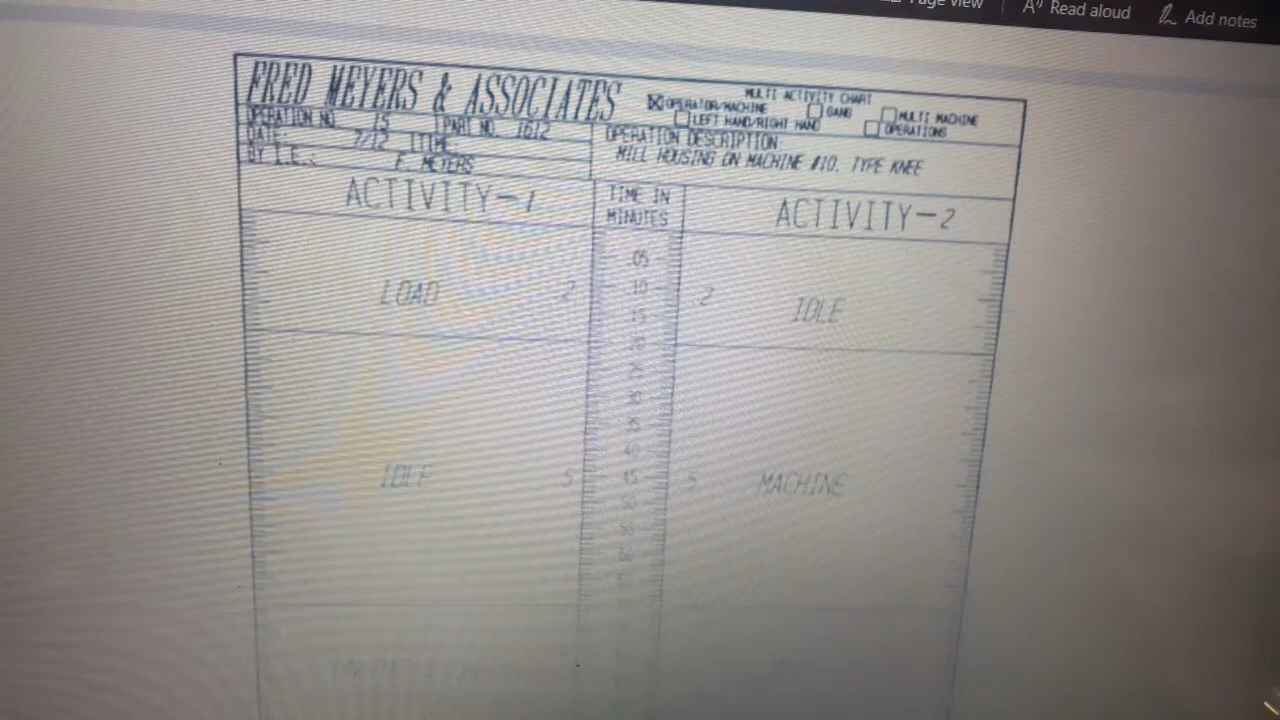 Page view Read aloud Add notes
FRED MEYERS & ASSOCIATES
MULTI ACTIVITY CHART
OPERATOR/MACHINE GANG MULTI MACHINE
LEFT HAND/RIGHT HAND OPERATIONS
OPERATION NO. 15 PART NO. 1612
DATE: 7/12 TIME
BY I.E.: F. MEYERS
OPERATION DESCRIPTION
MILL HOUSING ON MACHINE #10, TYPE KNEE
ACTIVITY-1
TIME IN
MINUTES
ACTIVITY-2
05
LOAD .2 10 .2 IDLE
15
20
25
30
35
40
IDLE 5 45 5 MACHINE
50
55
60